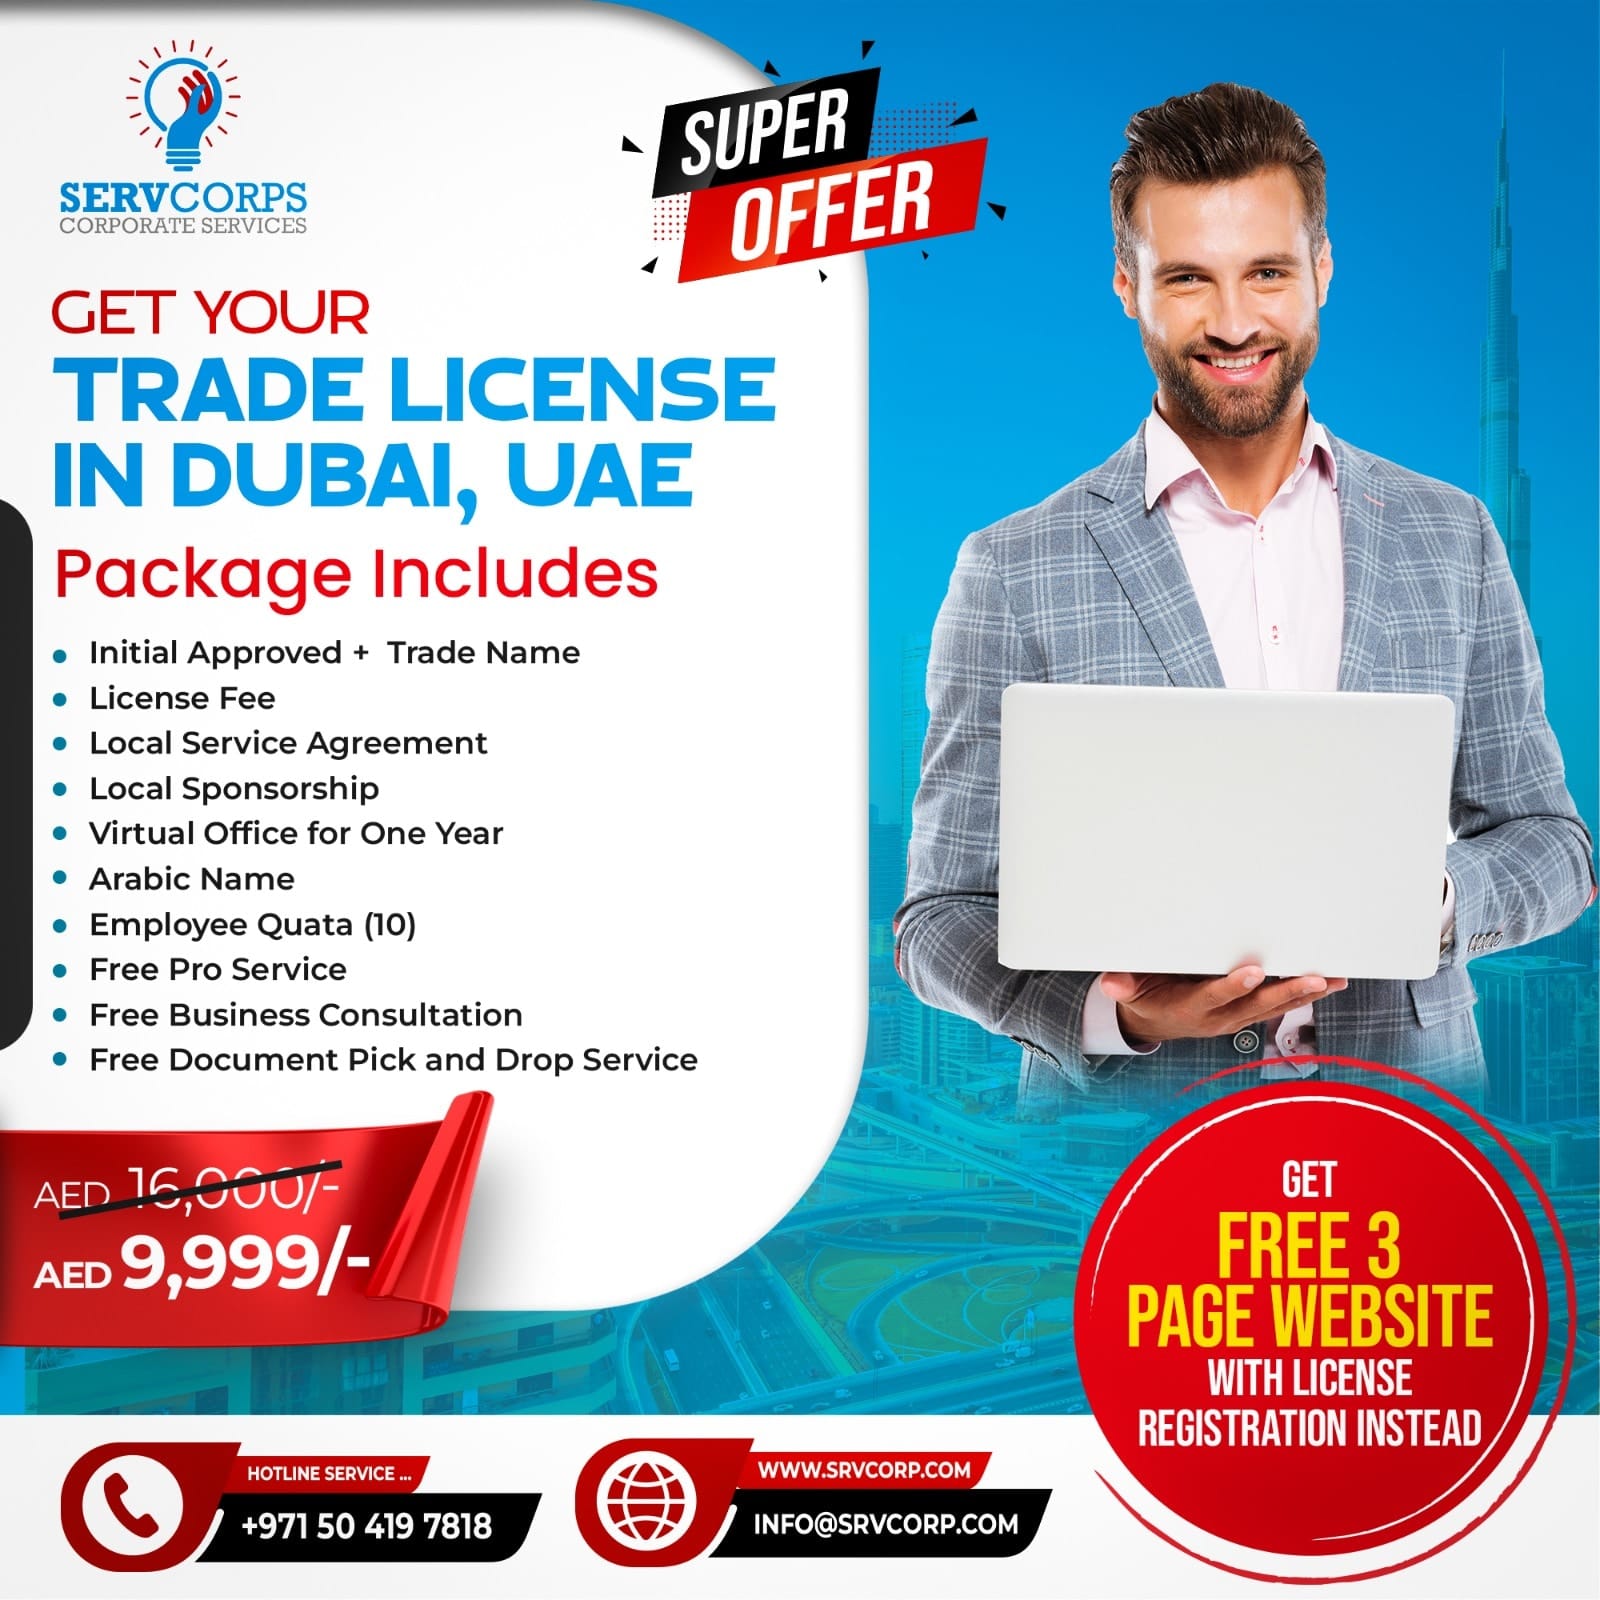 SERVCORPS
CORPORATE SERVICES
SUPER
OFFER
GET YOUR
TRADE LICENSE
IN DUBAI, UAE
Package Includes
Initial Approved + Trade Name
License Fee
Local Service Agreement
Local Sponsorship
Virtual Office for One Year
Arabic Name
Employee Quata (10)
Free Pro Service
Free Business Consultation
Free Document Pick and Drop Service
AED 16,000/-
AED 9,999/-
GET
FREE 3
PAGE WEBSITE
WITH LICENSE
REGISTRATION INSTEAD
HOTLINE SERVICE ...
+971 50 419 7818
WWW.SRVCORP.COM
INFO@SRVCORP.COM